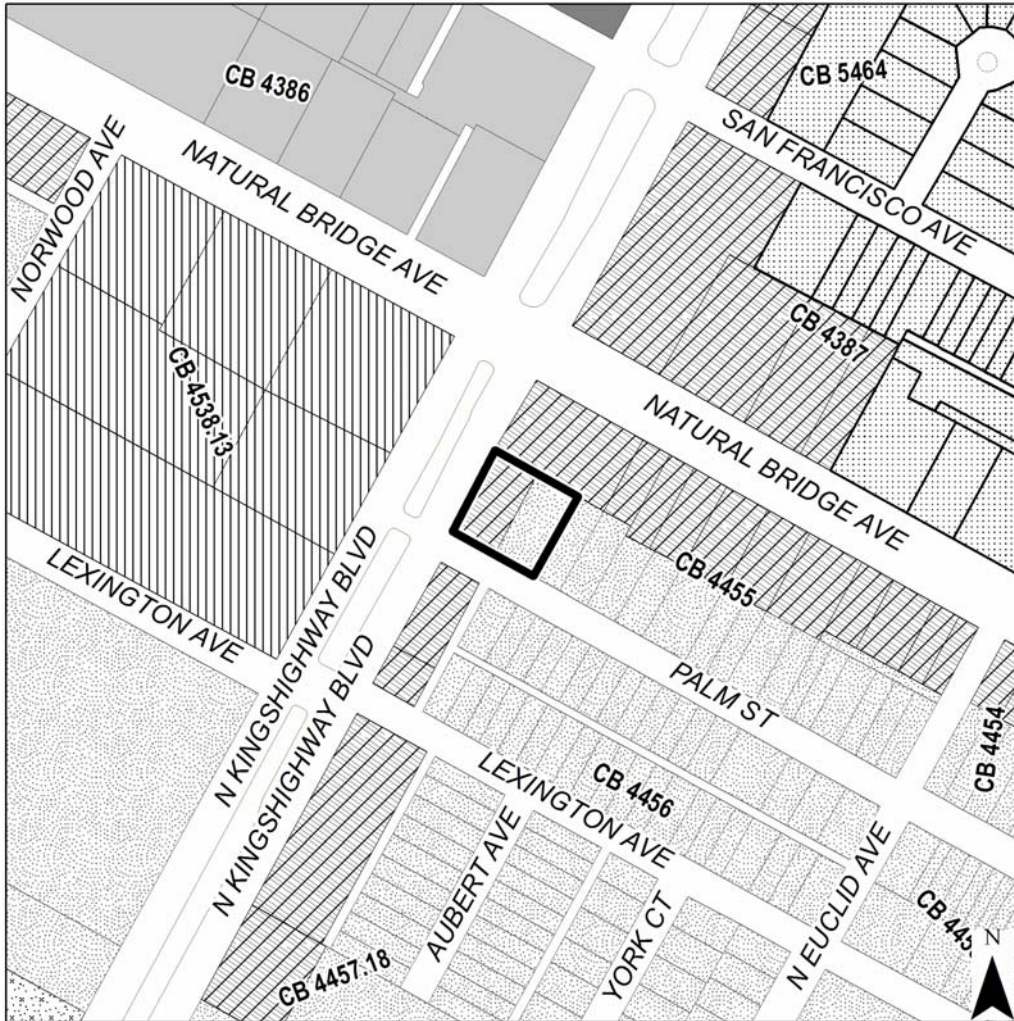 CB 4386
CB 5464
NORWOOD AVE
NATURAL BRIDGE AVE
SAN FRANCISCO AVE
CB 4387
CB 4538.13
NATURAL BRIDGE AVE
LEXINGTON AVE
N KINGSHIGHWAY BLVD
CB 4455
PALM ST
N KINGSHIGHWAY BLVD
CB 4454
LEXINGTON AVE
CB 4456
AUBERT AVE
YORK CT
N EUCLID AVE
CB 4457.18
N